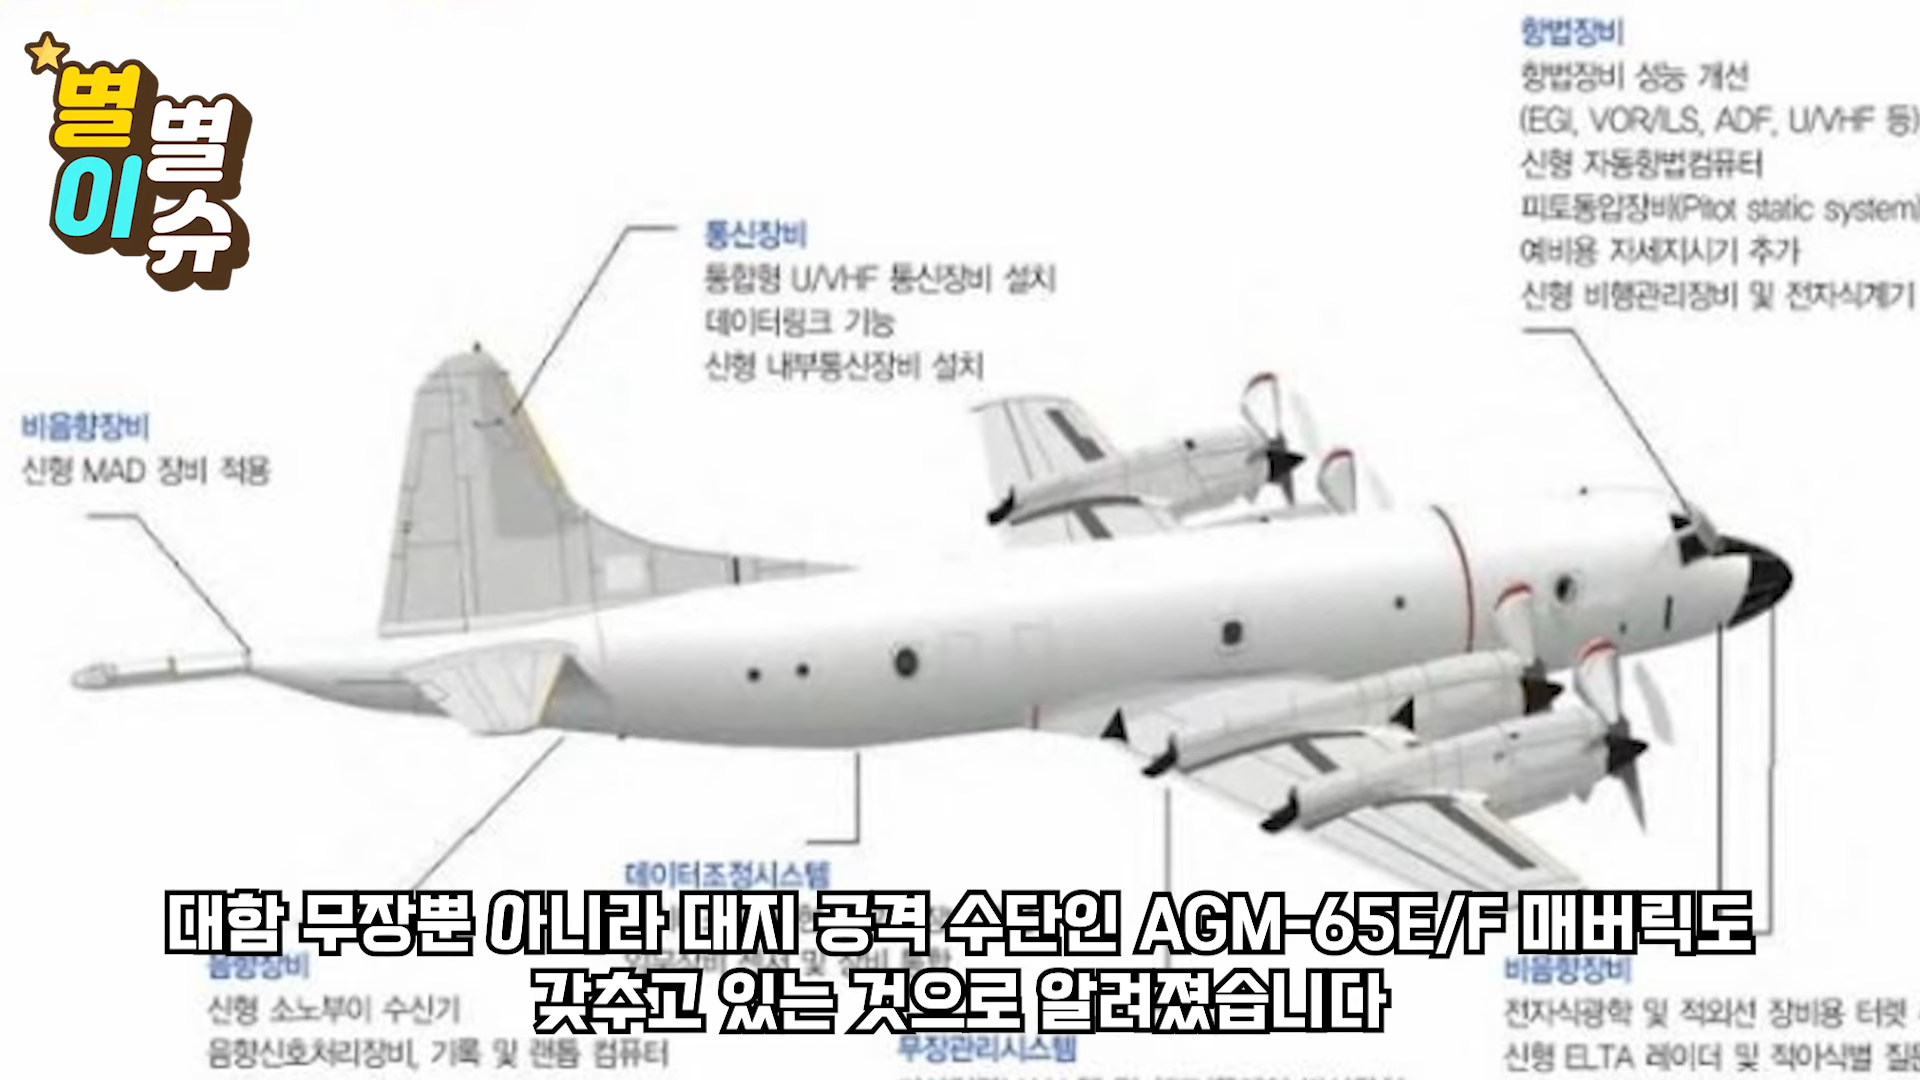 별별
이슈
항법장비
항법장비 성능 개선
(EGI, VOR/ILS, ADF, U/VHF 등)
신형 자동항법컴퓨터
피토동압장비(Pitot static system)
예비용 자세지시기 추가
신형 비행관리장비 및 전자식계기
통신장비
통합형 U/VHF 통신장비 설치
데이터링크 기능
신형 내부통신장비 설치
비음향장비
신형 MAD 장비 적용
데이터조정시스템
대함 무장뿐 아니라 대지 공격 수단인 AGM-65E/F 매버릭도
갖추고 있는 것으로 알려졌습니다
음향장비
신형 소노부이 수신기
음향신호처리장비, 기록 및 랜톰 컴퓨터
무장관리시스템
비음향장비
전자식광학 및 적외선 장비용 터렛
신형 ELTA 레이더 및 적아식별